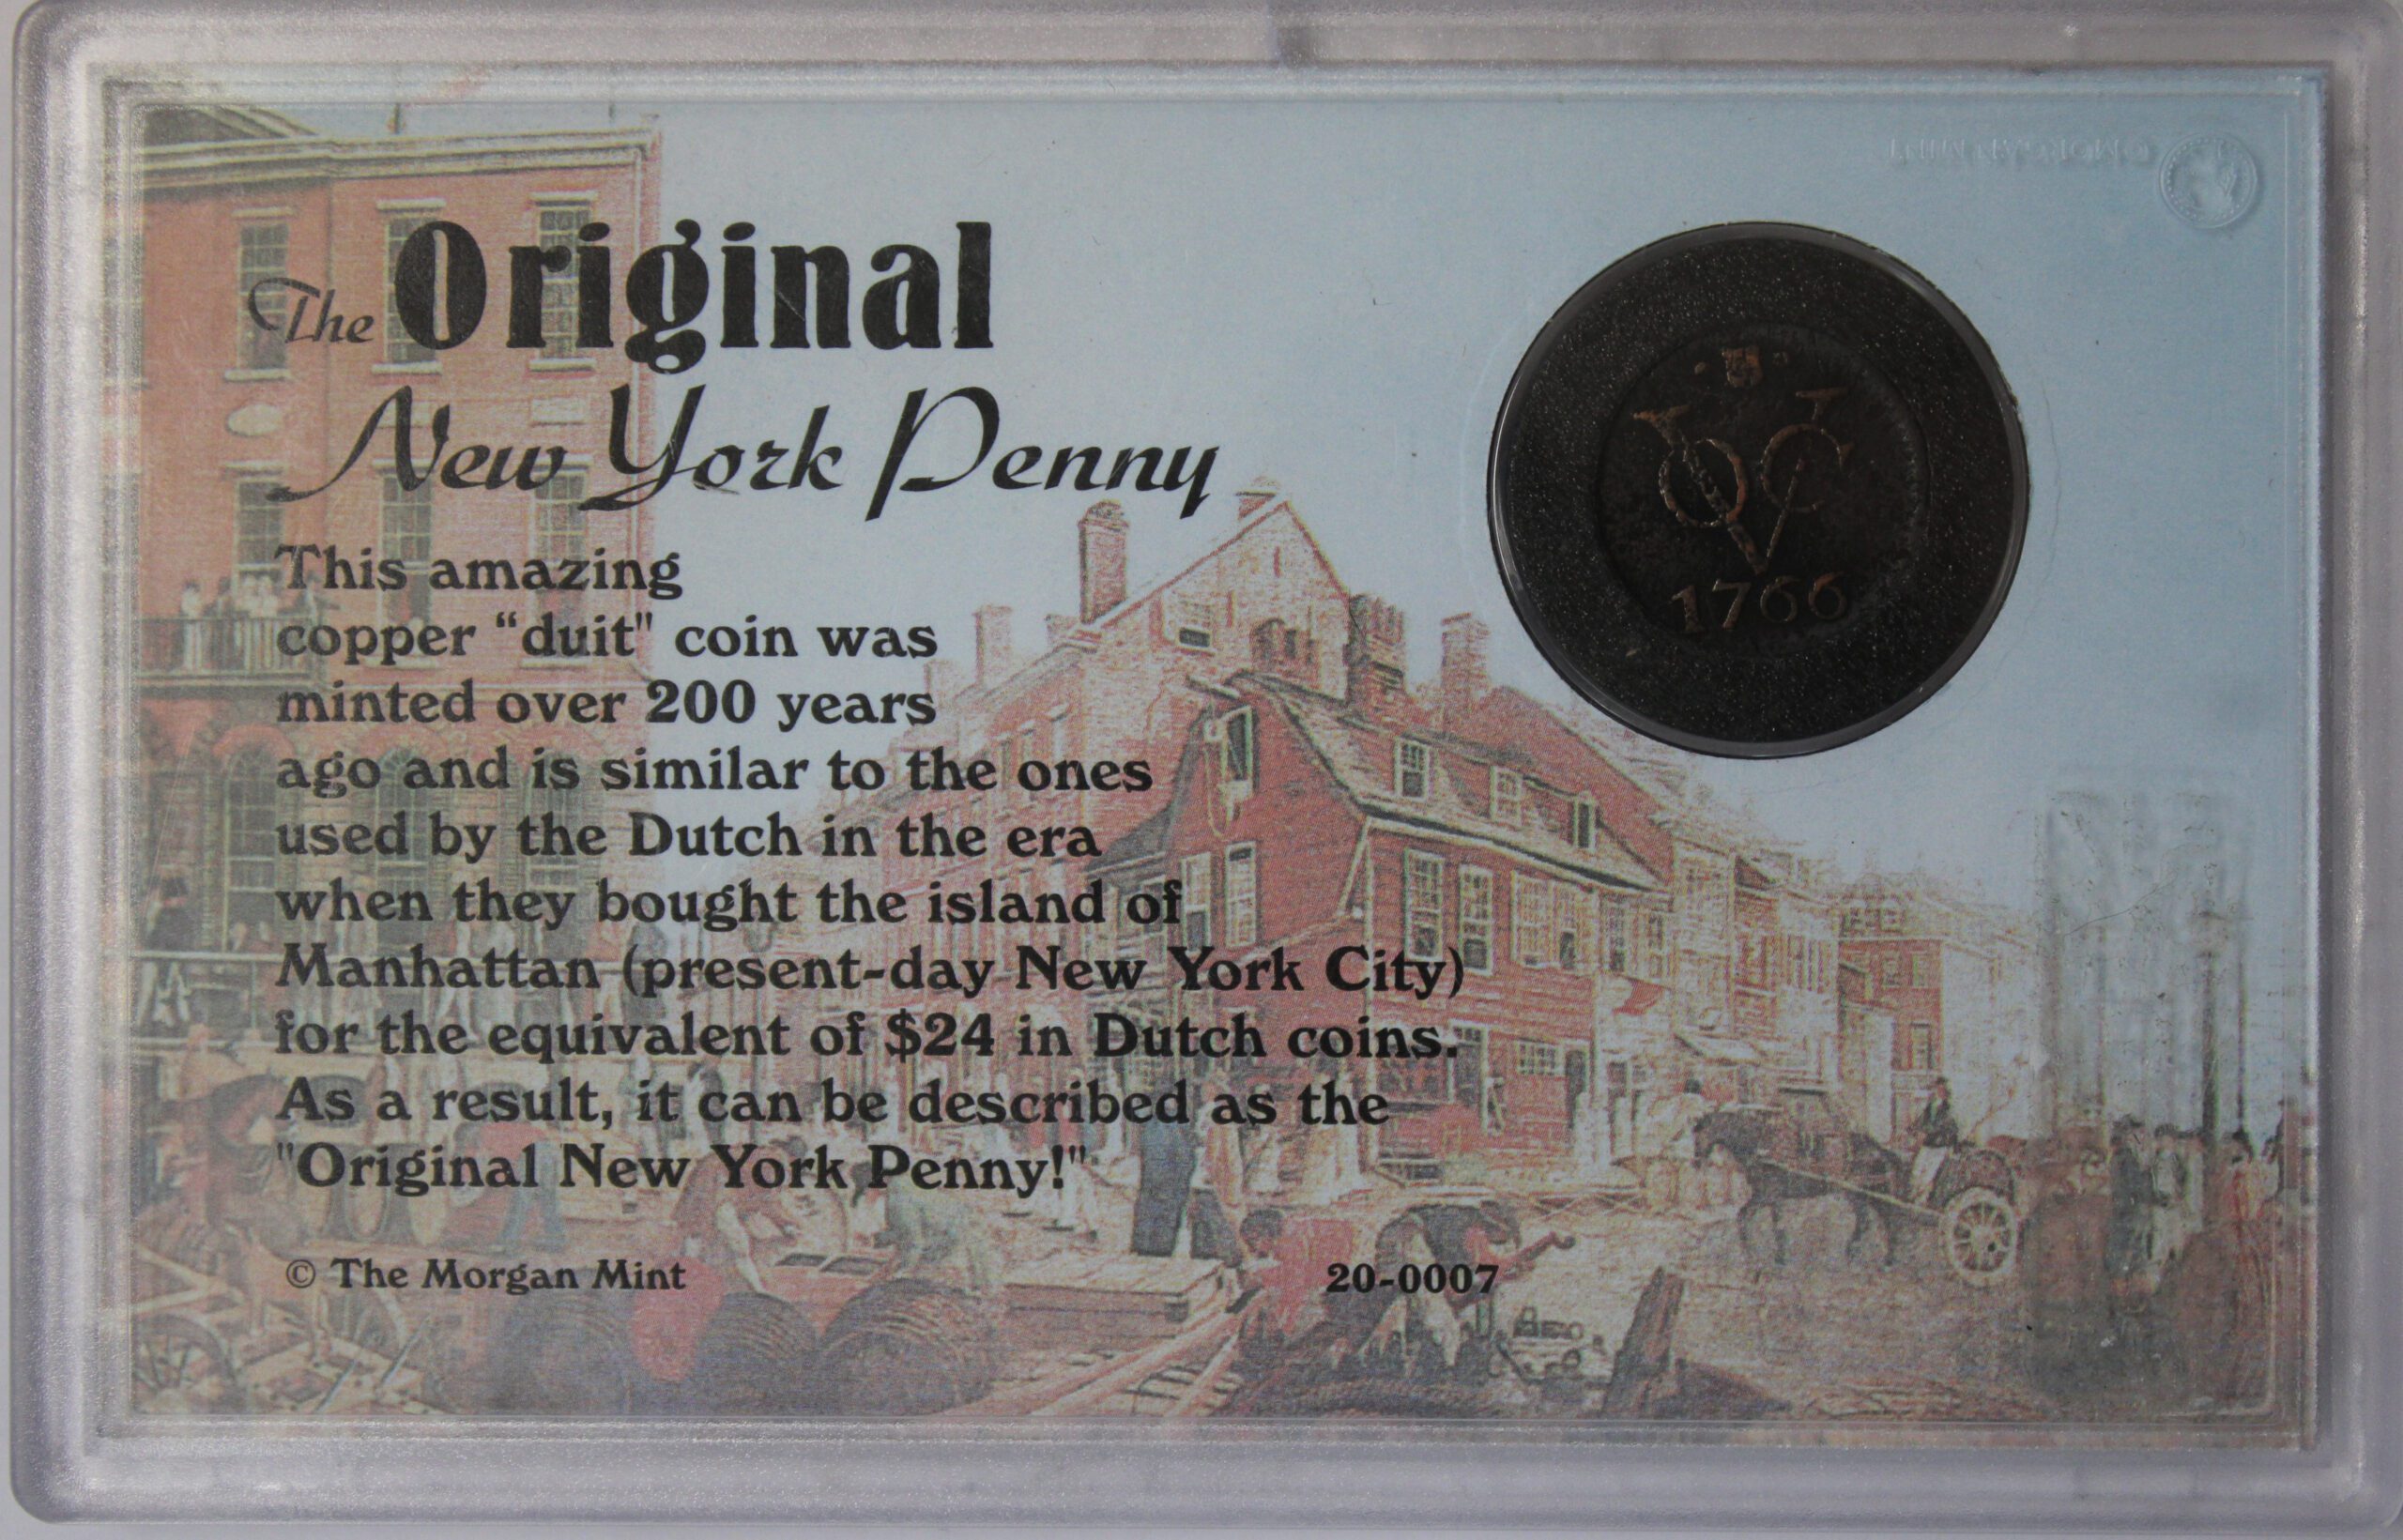 The Original
New York Penny
This amazing
copper “duit" coin was
minted over 200 years
ago and is similar to the ones
used by the Dutch in the era
when they bought the island of
Manhattan (present-day New York City)
for the equivalent of $24 in Dutch coins.
As a result, it can be described as the
"Original New York Penny!"
© The Morgan Mint
20-0007
VOC
1766